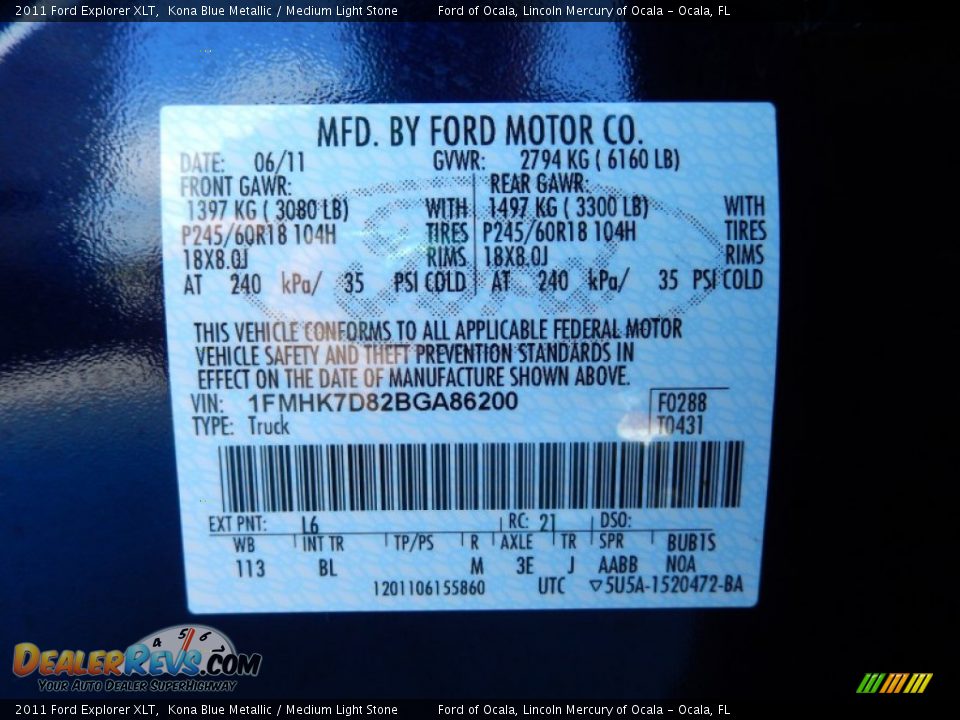 2011 Ford Explorer XLT, Kona Blue Metallic / Medium Light Stone Ford of Ocala, Lincoln Mercury of Ocala - Ocala, FL
MFD. BY FORD MOTOR CO.
DATE: 06/11 GVWR: 2794 KG ( 6160 LB)
FRONT GAWR: REAR GAWR:
1397 KG ( 3080 LB) WITH 1497 KG ( 3300 LB) WITH
P245/60R18 104H TIRES P245/60R18 104H TIRES
18X8.0J RIMS 18X8.0J RIMS
AT 240 kPa/ 35 PSI COLD AT 240 kPa/ 35 PSI COLD
THIS VEHICLE CONFORMS TO ALL APPLICABLE FEDERAL MOTOR
VEHICLE SAFETY AND THEFT PREVENTION STANDARDS IN
EFFECT ON THE DATE OF MANUFACTURE SHOWN ABOVE.
VIN: 1FMHK7D82BGA86200 F0288
TYPE: Truck T0431
EXT PNT: L6 RC: 21 DSO:
WB INT TR TP/PS R AXLE TR SPR BUB1S
113 BL M 3E J AABB N0A
1201106155860 UTC ▽5U5A-1520472-BA
4 5 6
DEALERREVS.COM
YOUR AUTO DEALER SUPERHIGHWAY
2011 Ford Explorer XLT, Kona Blue Metallic / Medium Light Stone Ford of Ocala, Lincoln Mercury of Ocala - Ocala, FL